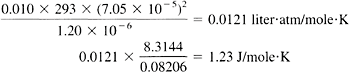 0.010 × 293 × (7.05 × 10⁻⁵)² / 1.20 × 10⁻⁶ = 0.0121 liter·atm/mole·K
0.0121 × 8.3144 / 0.08206 = 1.23 J/mole·K